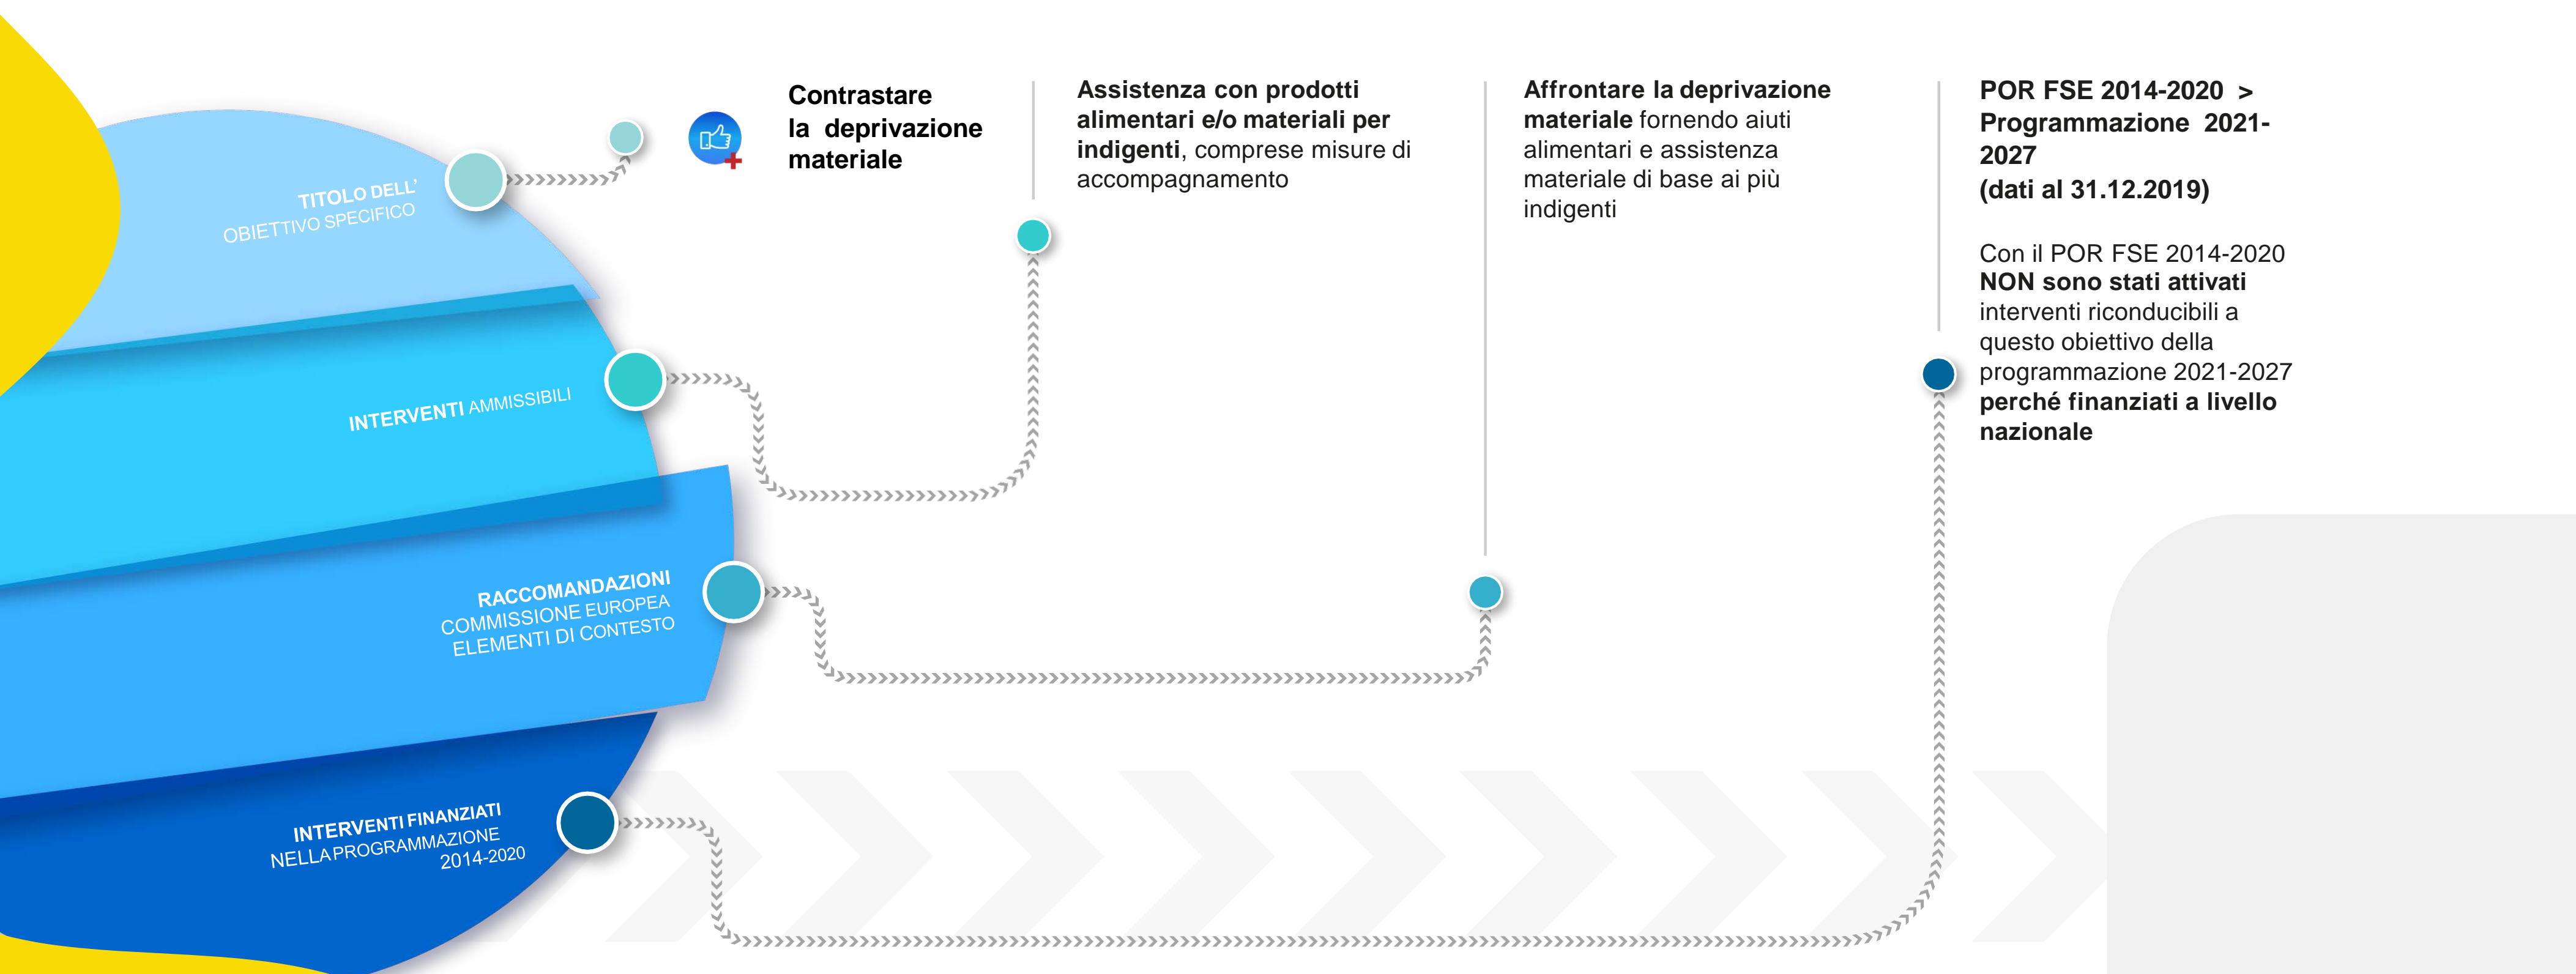 TITOLO DELL'
OBIETTIVO SPECIFICO
Contrastare
la deprivazione
materiale
INTERVENTI AMMISSIBILI
Assistenza con prodotti
alimentari e/o materiali per
indigenti, comprese misure di
accompagnamento
RACCOMANDAZIONI
COMMISSIONE EUROPEA
ELEMENTI DI CONTESTO
Affrontare la deprivazione
materiale fornendo aiuti
alimentari e assistenza
materiale di base ai più
indigenti
INTERVENTI FINANZIATI
NELLA PROGRAMMAZIONE
2014-2020
POR FSE 2014-2020 >
Programmazione 2021-
2027
(dati al 31.12.2019)
Con il POR FSE 2014-2020
NON sono stati attivati
interventi riconducibili a
questo obiettivo della
programmazione 2021-2027
perché finanziati a livello
nazionale